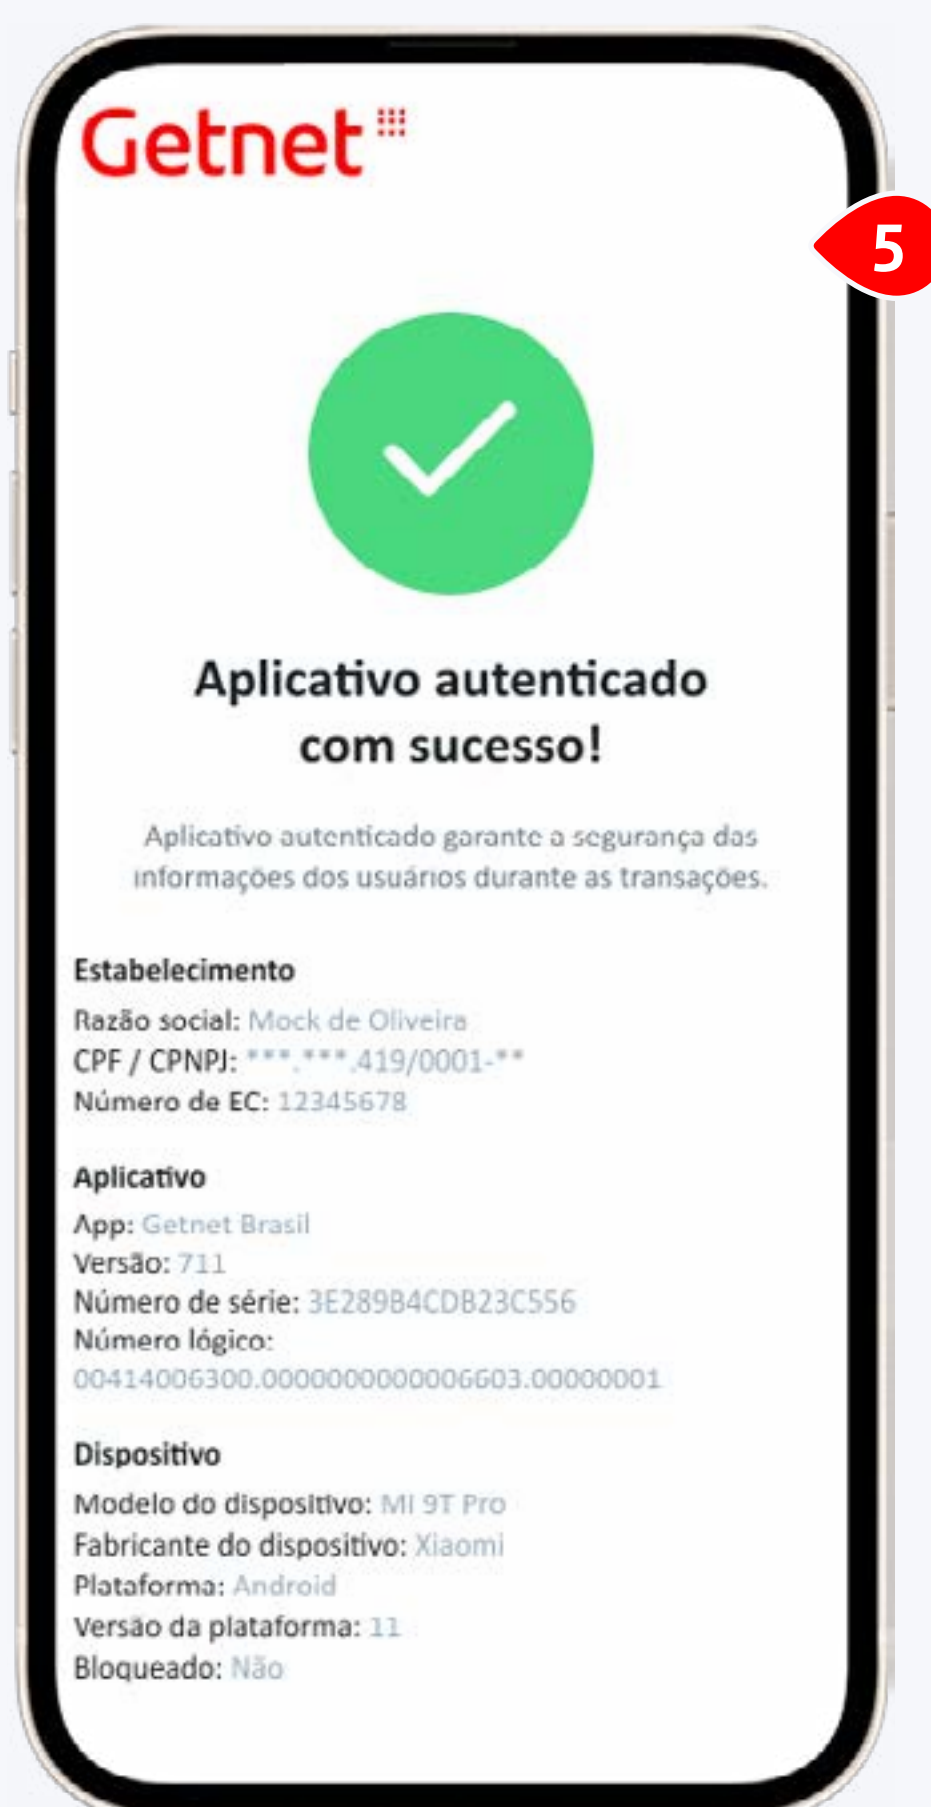 Getnet
5
Aplicativo autenticado
com sucesso!
Aplicativo autenticado garante a segurança das
informações dos usuários durante as transações.
Estabelecimento
Razão social: Mock de Oliveira
CPF / CPNPJ: ***.***.419/0001-**
Número de EC: 12345678
Aplicativo
App: Getnet Brasil
Versão: 711
Número de série: 3E289B4CDB23C556
Número lógico:
00414006300.0000000000006603.00000001
Dispositivo
Modelo do dispositivo: MI 9T Pro
Fabricante do dispositivo: Xiaomi
Plataforma: Android
Versão da plataforma: 11
Bloqueado: Não